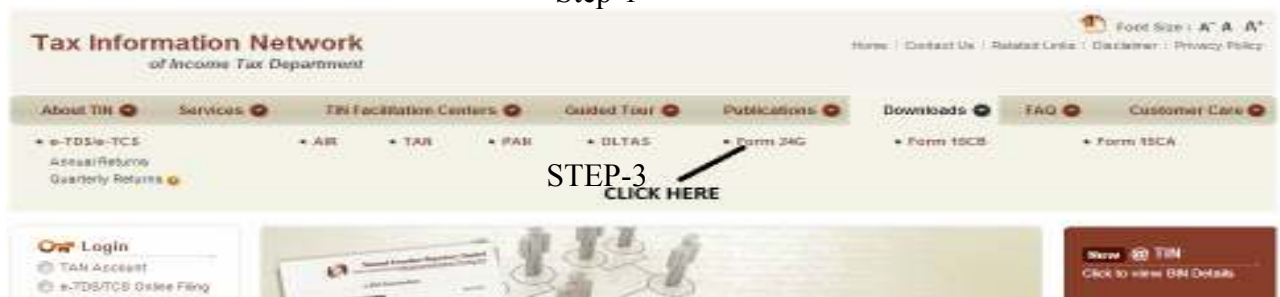 Tax Information Network
of Income Tax Department
Font Size : A- A A+
Home | Contact Us | Related Links | Disclaimer | Privacy Policy
About TIN Services TIN Facilitation Centers Guided Tour Publications Downloads FAQ Customer Care
• e-TDS/e-TCS • AIR • TAN • PAN • OLTAS • Form 24G • Form 15CB • Form 15CA
Annual Returns
Quarterly Returns
STEP-3
CLICK HERE
Login
TAN Account
e-TDS/TCS Online Filing
New @ TIN
Click to view BIN Details